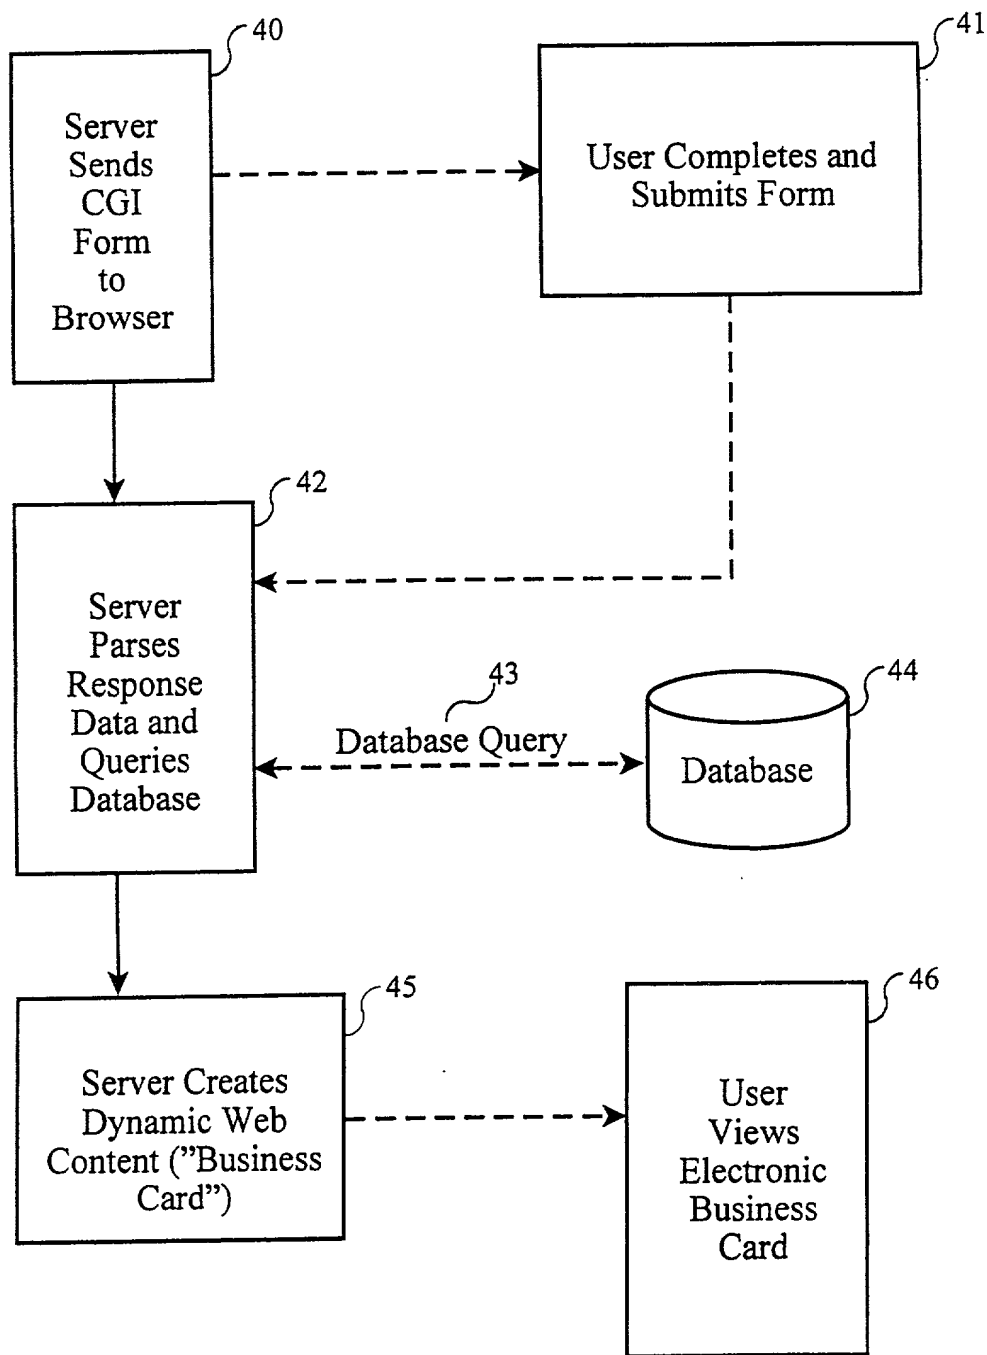 40
Server
Sends
CGI
Form
to
Browser
41
User Completes and
Submits Form
42
Server
Parses
Response
Data and
Queries
Database
43
Database Query
44
Database
45
Server Creates
Dynamic Web
Content (”Business
Card”)
46
User
Views
Electronic
Business
Card